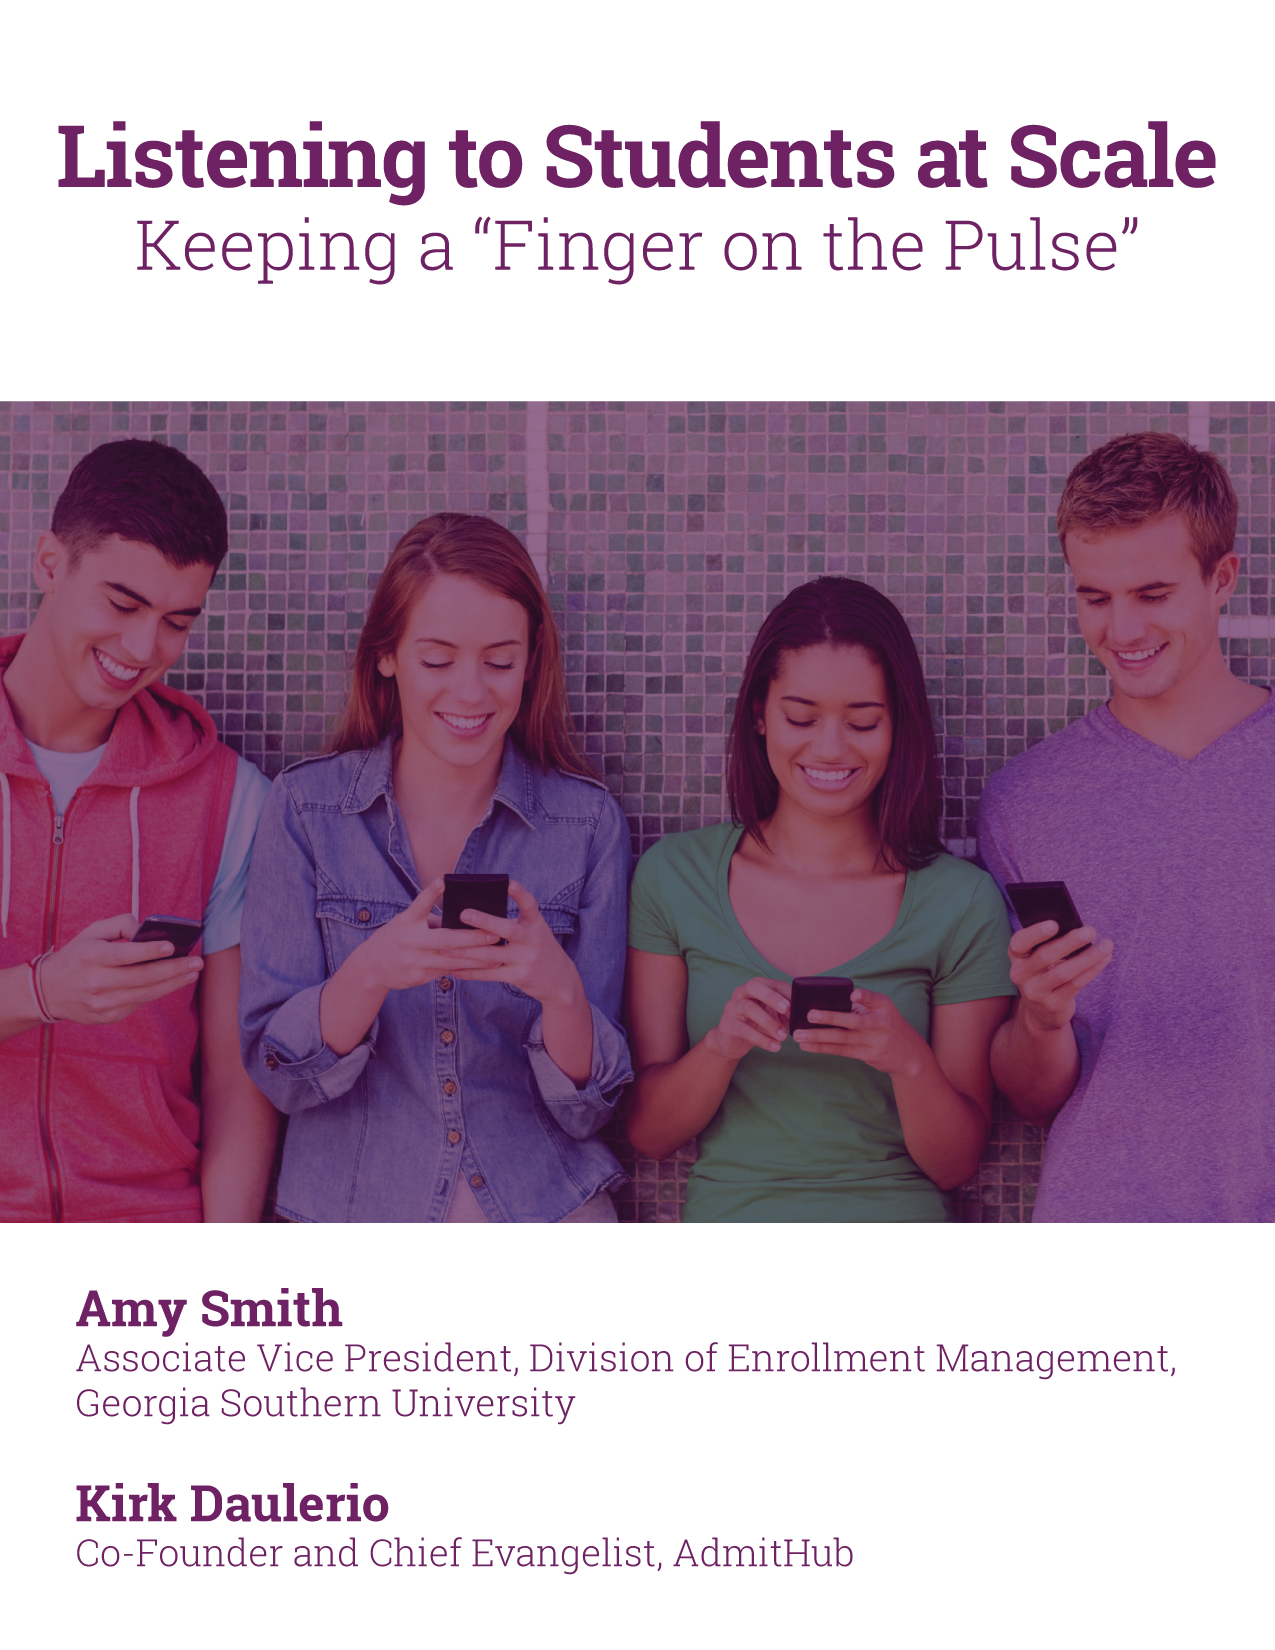 Listening to Students at Scale
Keeping a “Finger on the Pulse”
Amy Smith
Associate Vice President, Division of Enrollment Management,
Georgia Southern University
Kirk Daulerio
Co-Founder and Chief Evangelist, AdmitHub